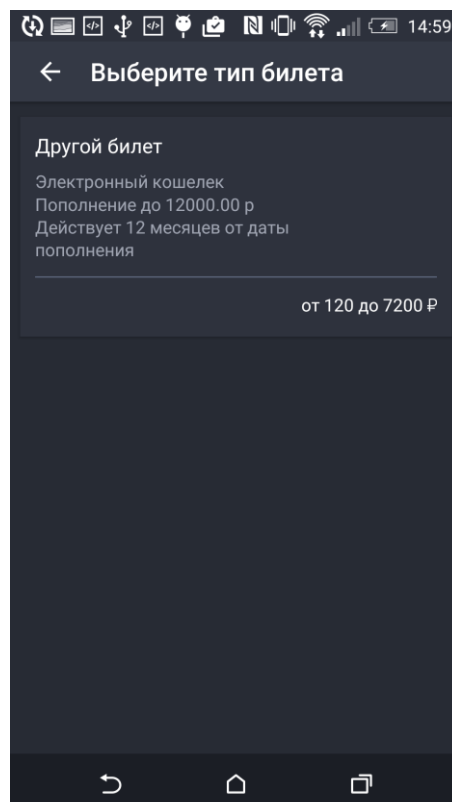 14:59
Выберите тип билета
Другой билет
Электронный кошелек
Пополнение до 12000.00 р
Действует 12 месяцев от даты
пополнения
от 120 до 7200 ₽